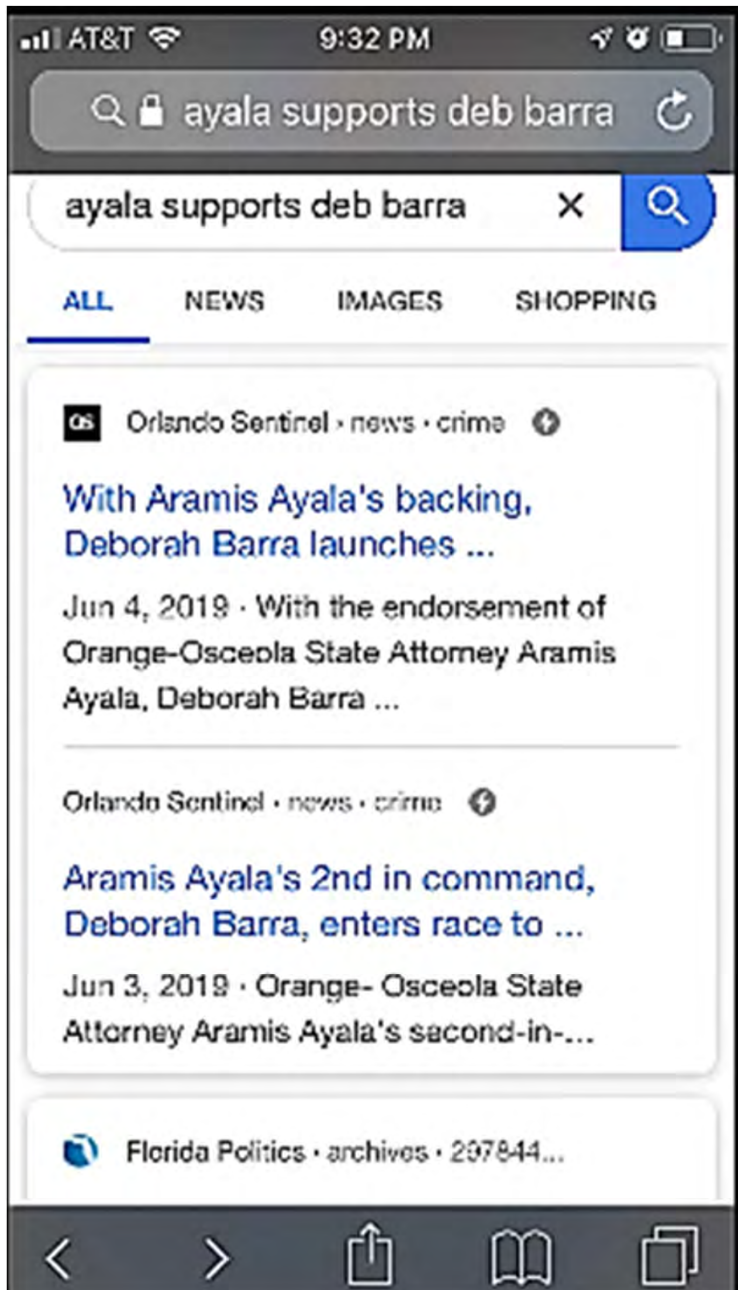 AT&T 9:32 PM
ayala supports deb barra
ayala supports deb barra
ALL NEWS IMAGES SHOPPING
OS Orlando Sentinel › news › crime
With Aramis Ayala's backing,
Deborah Barra launches ...
Jun 4, 2019 · With the endorsement of
Orange-Osceola State Attorney Aramis
Ayala, Deborah Barra ...
Orlando Sentinel › news › crime
Aramis Ayala's 2nd in command,
Deborah Barra, enters race to ...
Jun 3, 2019 · Orange- Osceola State
Attorney Aramis Ayala's second-in-...
Florida Politics › archives › 297844...